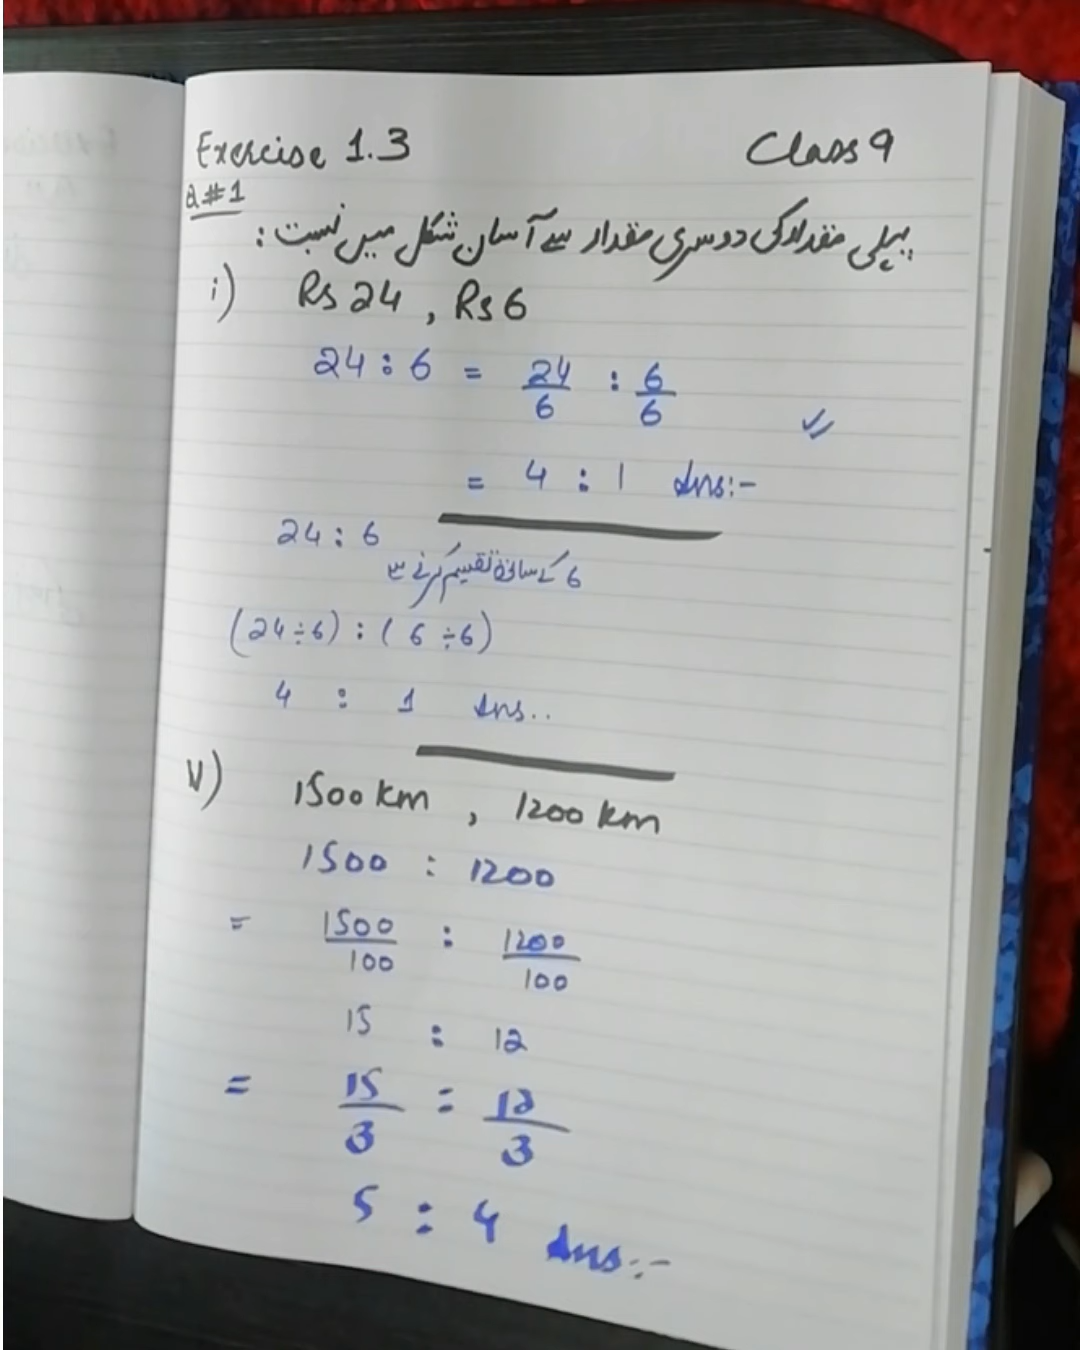 Exercise 1.3 Class 9
Q#1
پہلی مقدار کی دوسری مقدار سے آسان شکل میں نسبت :
i) Rs 24 , Rs 6
24 : 6 = 24/6 : 6/6
= 4 : 1 Ans:-
24 : 6
6 کے ساتھ تقسیم کرنے سے
(24÷6) : (6÷6)
4 : 1 Ans..
v) 1500 km , 1200 km
1500 : 1200
= 1500/100 : 1200/100
15 : 12
= 15/3 : 12/3
5 : 4 Ans:-